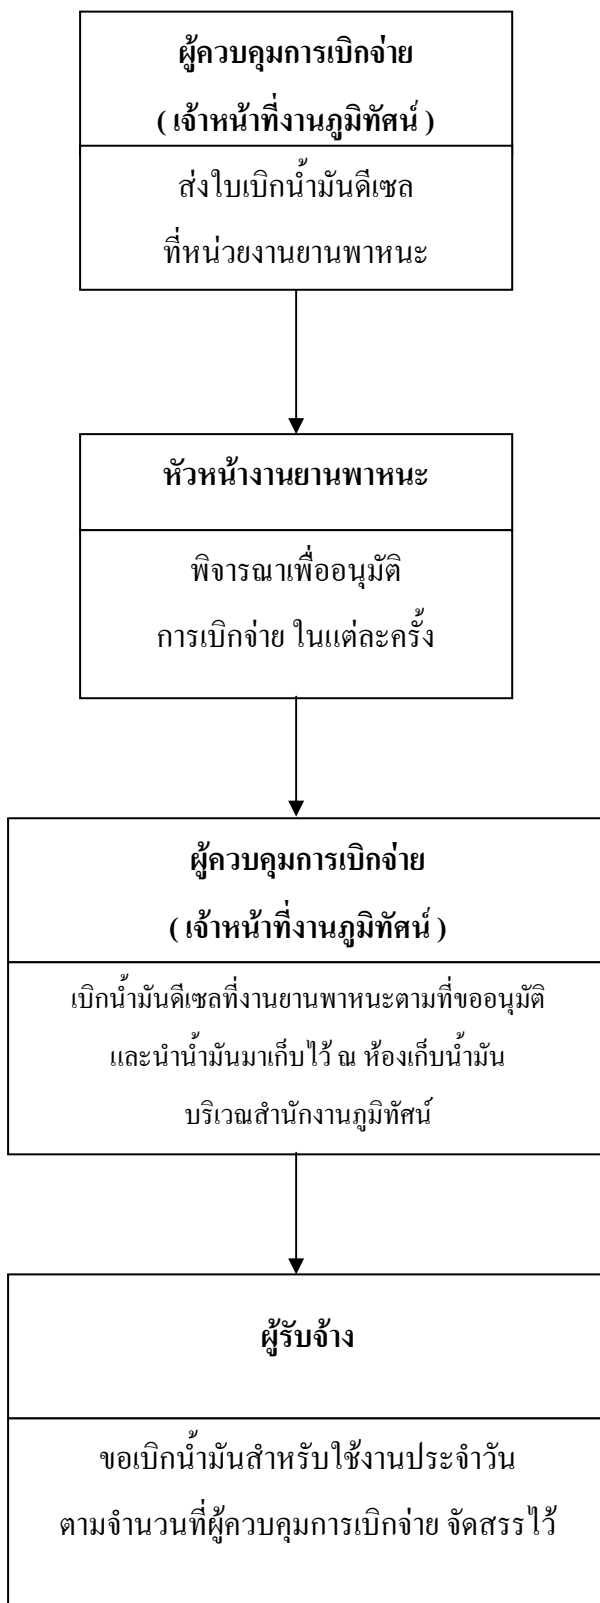 ผู้ควบคุมการเบิกจ่าย
( เจ้าหน้าที่งานภูมิทัศน์ )
ส่งใบเบิกน้ำมันดีเซล
ที่หน่วยงานยานพาหนะ
หัวหน้างานยานพาหนะ
พิจารณาเพื่ออนุมัติ
การเบิกจ่าย ในแต่ละครั้ง
ผู้ควบคุมการเบิกจ่าย
( เจ้าหน้าที่งานภูมิทัศน์ )
เบิกน้ำมันดีเซลที่งานยานพาหนะตามที่ขออนุมัติ
และนำน้ำมันมาเก็บไว้ ณ ห้องเก็บน้ำมัน
บริเวณสำนักงานภูมิทัศน์
ผู้รับจ้าง
ขอเบิกน้ำมันสำหรับใช้งานประจำวัน
ตามจำนวนที่ผู้ควบคุมการเบิกจ่าย จัดสรรไว้